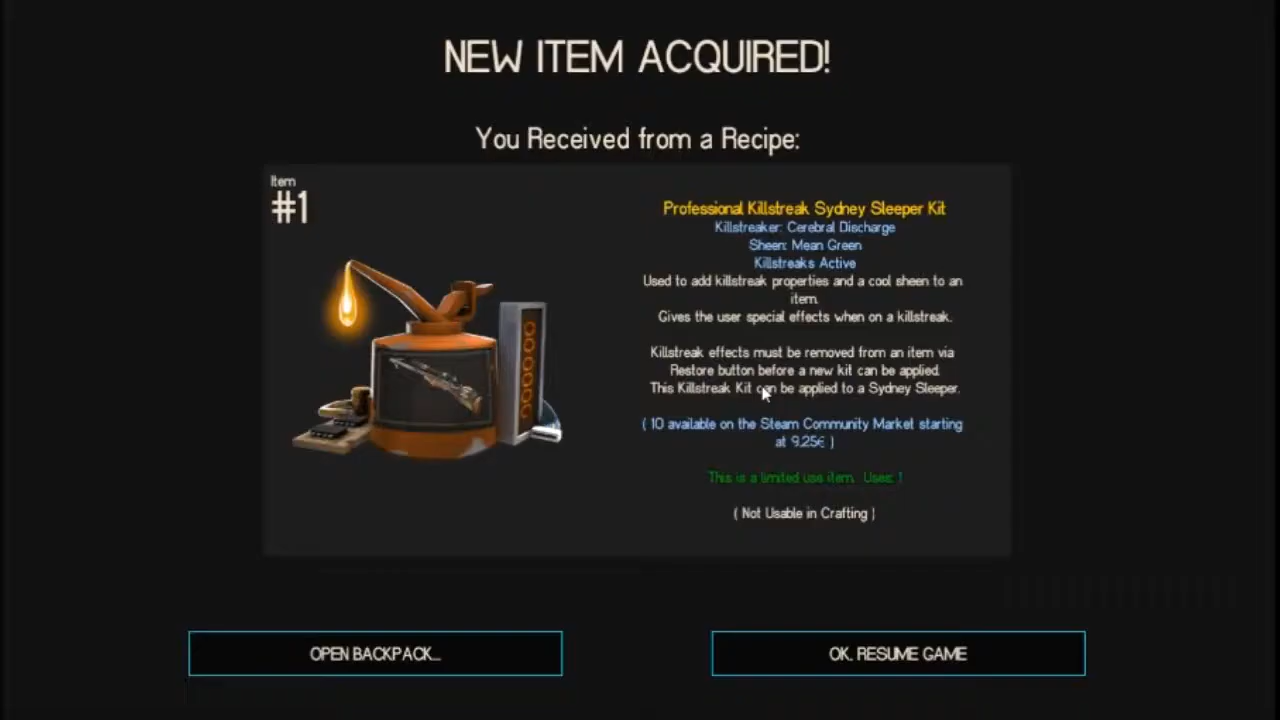 NEW ITEM ACQUIRED!
You Received from a Recipe:
Item
#1
Professional Killstreak Sydney Sleeper Kit
Killstreaker: Cerebral Discharge
Sheen: Mean Green
Killstreaks Active
Used to add killstreak properties and a cool sheen to an
item.
Gives the user special effects when on a killstreak.
Killstreak effects must be removed from an item via
Restore button before a new kit can be applied.
This Killstreak Kit can be applied to a Sydney Sleeper.
( 10 available on the Steam Community Market starting
at 9,25€ )
This is a limited use item. Uses: 1
( Not Usable in Crafting )
OPEN BACKPACK...
OK, RESUME GAME